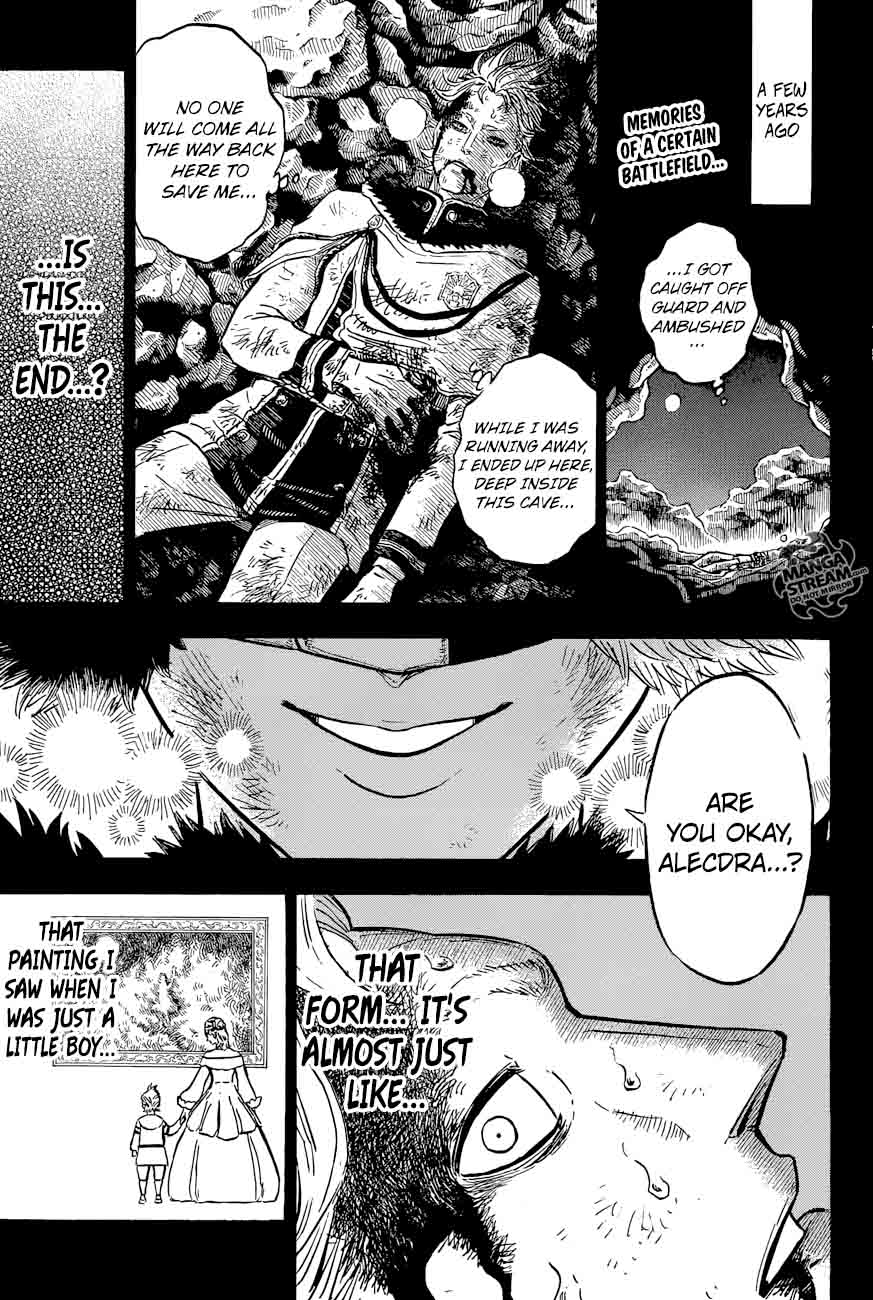 A FEW
YEARS
AGO
MEMORIES
OF A CERTAIN
BATTLEFIELD...
...I GOT
CAUGHT OFF
GUARD AND
AMBUSHED
...
WHILE I WAS
RUNNING AWAY,
I ENDED UP HERE,
DEEP INSIDE
THIS CAVE...
NO ONE
WILL COME ALL
THE WAY BACK
HERE TO
SAVE ME...
...IS
THIS...
THE
END...?
MANGA
STREAM
DO NOT MIRROR
ARE
YOU OKAY,
ALECDRA...?
THAT
FORM... IT'S
ALMOST JUST
LIKE...
THAT
PAINTING I
SAW WHEN I
WAS JUST A
LITTLE BOY...